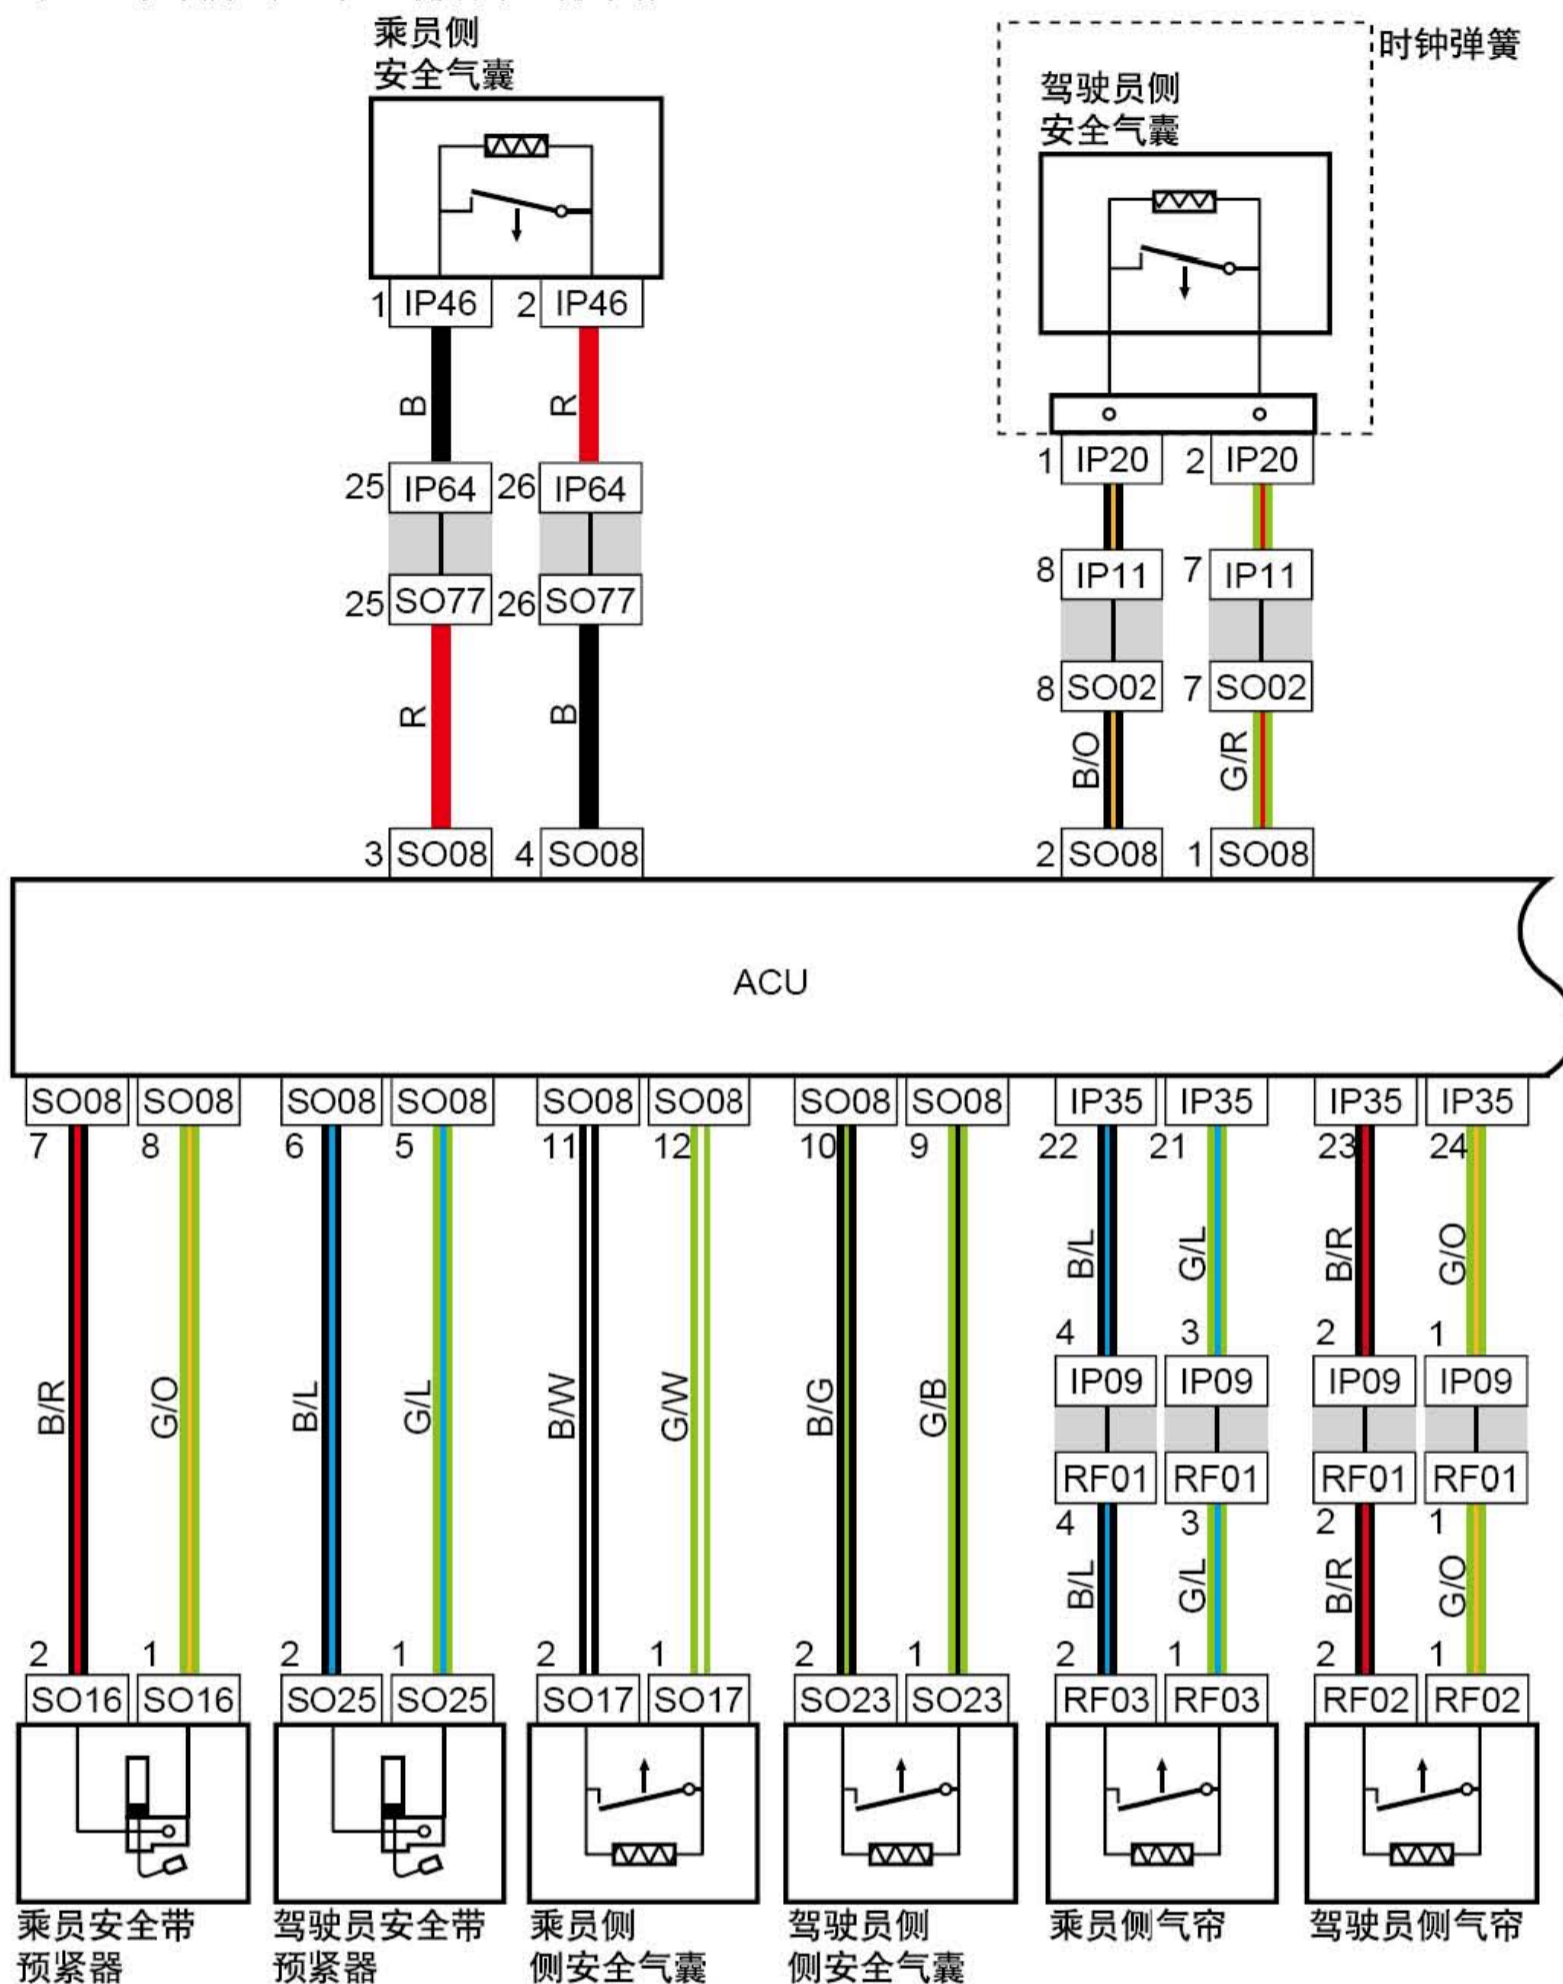 乘员侧
安全气囊
时钟弹簧
驾驶员侧
安全气囊
1 IP46 2 IP46
B R
1 IP20 2 IP20
25 IP64 26 IP64
8 IP11 7 IP11
25 SO77 26 SO77
8 SO02 7 SO02
R B
B/O G/R
3 SO08 4 SO08 2 SO08 1 SO08
ACU
SO08 SO08 SO08 SO08 SO08 SO08 SO08 SO08 IP35 IP35 IP35 IP35
7 8 6 5 11 12 10 9 22 21 23 24
B/L G/L B/R G/O
4 3 2 1
IP09 IP09 IP09 IP09
B/R G/O B/L G/L B/W G/W B/G G/B
RF01 RF01 RF01 RF01
4 3 2 1
B/L G/L B/R G/O
2 1 2 1 2 1 2 1 2 1 2 1
SO16 SO16 SO25 SO25 SO17 SO17 SO23 SO23 RF03 RF03 RF02 RF02
乘员安全带
预紧器
驾驶员安全带
预紧器
乘员侧
侧安全气囊
驾驶员侧
侧安全气囊
乘员侧气帘
驾驶员侧气帘